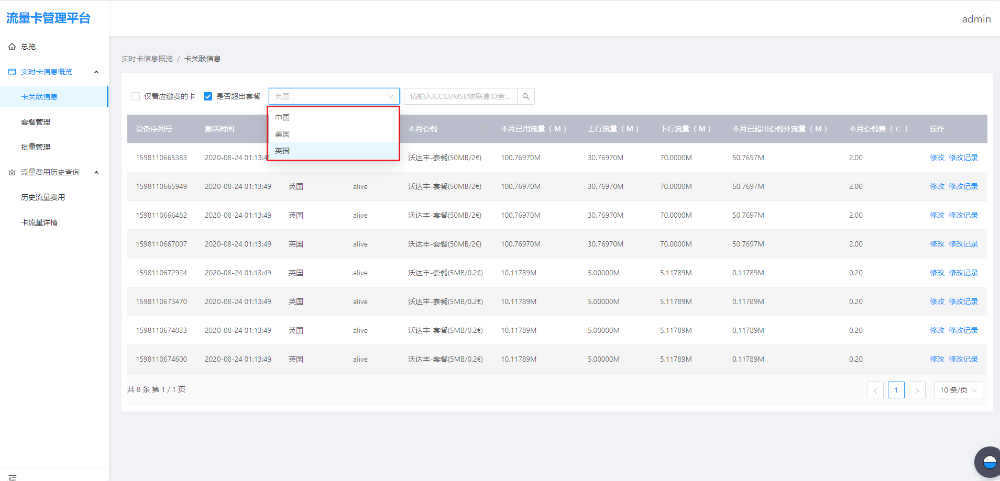 流量卡管理平台
admin
总览
实时卡信息概览
卡关联信息
套餐管理
批量管理
流量费用历史查询
历史流量费用
卡流量详情
实时卡信息概览 / 卡关联信息
仅看应缴费的卡 是否超出套餐 英国 请输入ICCID/MSI/物联盒ID查...
中国
美国
英国
设备序列号 激活时间 本月套餐 本月已用流量（M） 上行流量（M） 下行流量（M） 本月已超出套餐外流量（M） 本月套餐费（∈） 操作
1598110665383 2020-08-24 01:13:4 沃达丰-套餐(50MB/2€) 100.76970M 30.76970M 70.0000M 50.7697M 2.00 修改 修改记录
1598110665949 2020-08-24 01:13:49 英国 alive 沃达丰-套餐(50MB/2€) 100.76970M 30.76970M 70.0000M 50.7697M 2.00 修改 修改记录
1598110666482 2020-08-24 01:13:49 英国 alive 沃达丰-套餐(50MB/2€) 100.76970M 30.76970M 70.0000M 50.7697M 2.00 修改 修改记录
1598110667007 2020-08-24 01:13:49 英国 alive 沃达丰-套餐(50MB/2€) 100.76970M 30.76970M 70.0000M 50.7697M 2.00 修改 修改记录
1598110672924 2020-08-24 01:13:49 英国 alive 沃达丰-套餐(5MB/0.2€) 10.11789M 5.00000M 5.11789M 0.11789M 0.20 修改 修改记录
1598110673470 2020-08-24 01:13:49 英国 alive 沃达丰-套餐(5MB/0.2€) 10.11789M 5.00000M 5.11789M 0.11789M 0.20 修改 修改记录
1598110674033 2020-08-24 01:13:49 英国 alive 沃达丰-套餐(5MB/0.2€) 10.11789M 5.00000M 5.11789M 0.11789M 0.20 修改 修改记录
1598110674600 2020-08-24 01:13:49 英国 alive 沃达丰-套餐(5MB/0.2€) 10.11789M 5.00000M 5.11789M 0.11789M 0.20 修改 修改记录
共 8 条 第 1 / 1 页 < 1 > 10 条/页